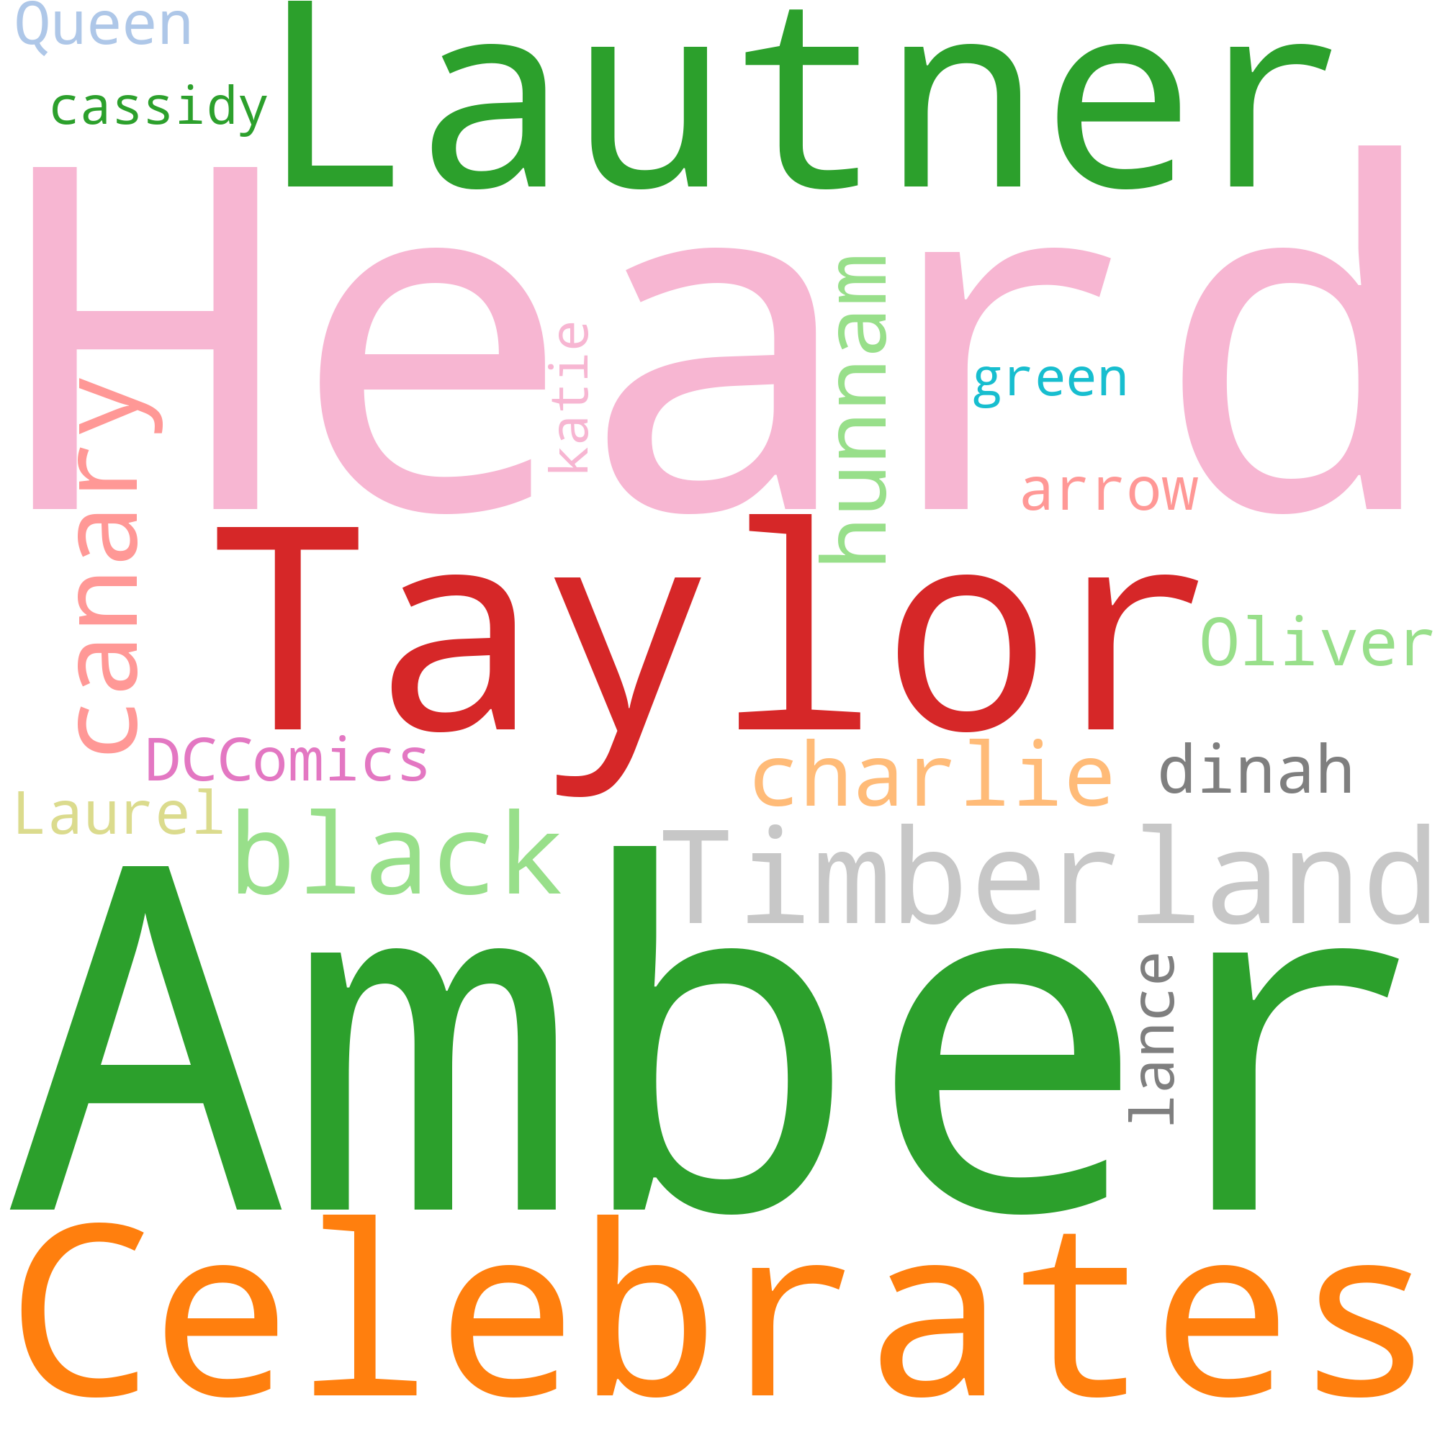 Queen
Lautner
cassidy
Heard
katie
hunnam
green
canary
arrow
Taylor
Oliver
DCComics
charlie
dinah
Laurel
black
Timberland
Amber
lance
Celebrates